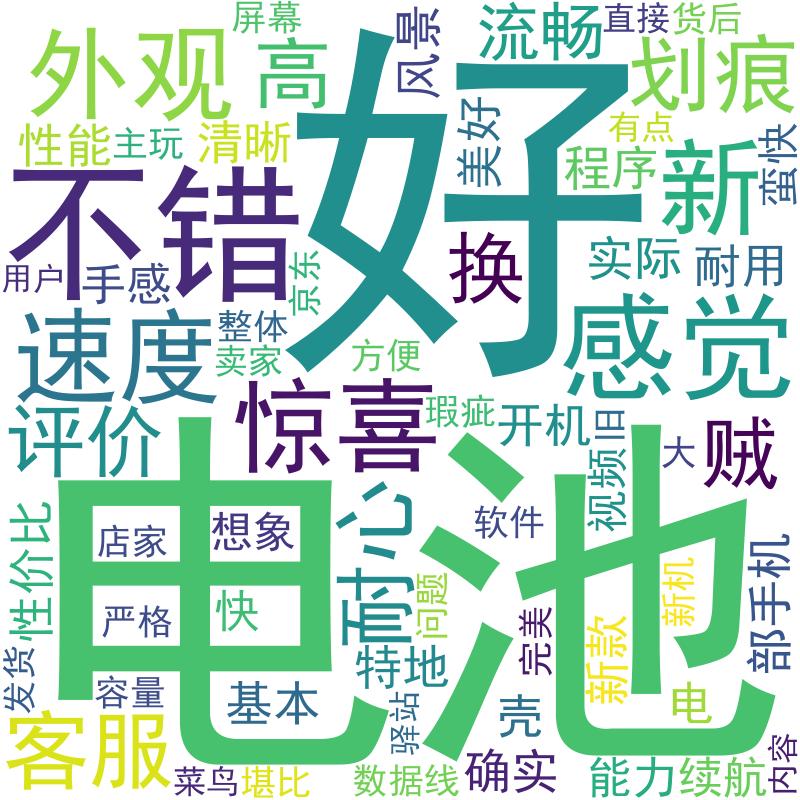 屏幕
风景
流畅
直接
货后
外观
高
好
划痕
性能
主玩
清晰
美好
有点
程序
新
蛮快
不错
换
实际
耐用
用户
手感
京东
速度
整体
卖家
方便
感觉
评价
惊喜
瑕疵
开机
旧
大
贼
电池
视频
性价比
店家
想象
耐心
软件
部手机
严格
快
问题
完美
新款
新机
发货
容量
基本
特地
驿站
壳
电
客服
菜鸟
堪比
数据线
确实
能力
续航
内容